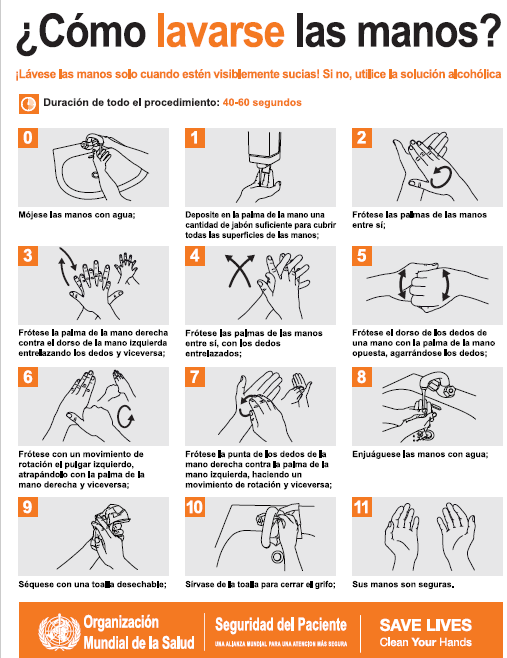 ¿Cómo lavarse las manos?
¡Lávese las manos solo cuando estén visiblemente sucias! Si no, utilice la solución alcohólica
Duración de todo el procedimiento: 40-60 segundos
0
Mójese las manos con agua;
1
Deposite en la palma de la mano una
cantidad de jabón suficiente para cubrir
todas las superficies de las manos;
2
Frótese las palmas de las manos
entre sí;
3
Frótese la palma de la mano derecha
contra el dorso de la mano izquierda
entrelazando los dedos y viceversa;
4
Frótese las palmas de las manos
entre sí, con los dedos
entrelazados;
5
Frótese el dorso de los dedos de
una mano con la palma de la mano
opuesta, agarrándose los dedos;
6
Frótese con un movimiento de
rotación el pulgar izquierdo,
atrapándolo con la palma de la
mano derecha y viceversa;
7
Frótese la punta de los dedos de la
mano derecha contra la palma de la
mano izquierda, haciendo un
movimiento de rotación y viceversa;
8
Enjuáguese las manos con agua;
9
Séquese con una toalla desechable;
10
Sírvase de la toalla para cerrar el grifo;
11
Sus manos son seguras.
Organización
Mundial de la Salud
Seguridad del Paciente
UNA ALIANZA MUNDIAL PARA UNA ATENCIÓN MÁS SEGURA
SAVE LIVES
Clean Your Hands